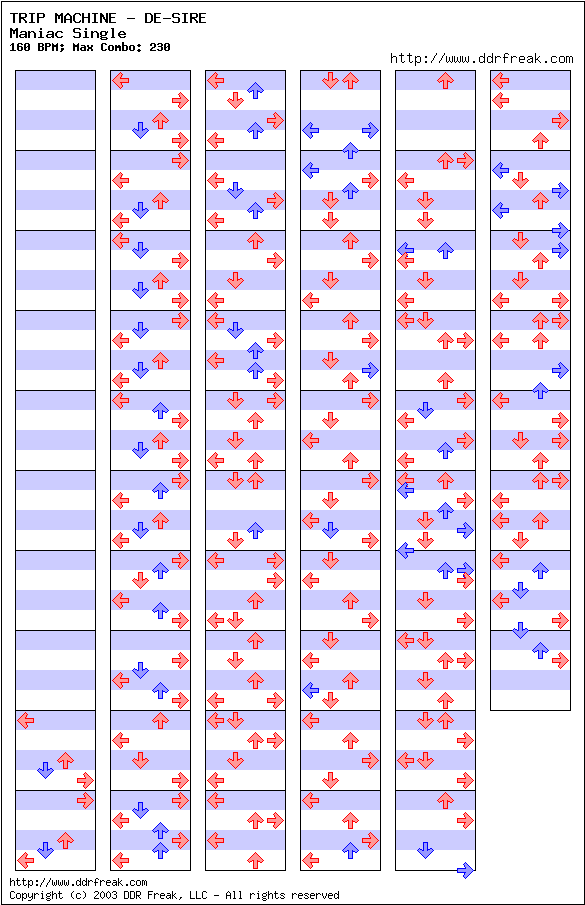 TRIP MACHINE - DE-SIRE
Maniac Single
160 BPM; Max Combo: 230
http://www.ddrfreak.com
http://www.ddrfreak.com
Copyright (c) 2003 DDR Freak, LLC - All rights reserved